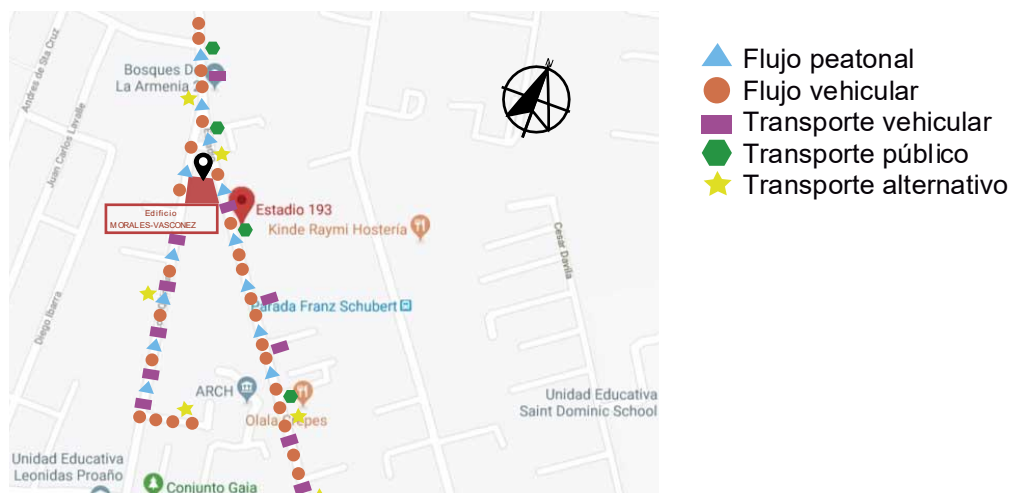 Andres de Sta Cruz
Juan Carlos Lavalle
Bosques D
La Armenia 2
N
Edificio
MORALES-VASCONEZ
Estadio 193
Kinde Raymi Hostería
Cesar Davila
Diego Ibarra
Parada Franz Schubert
ARCH
Olala Crepes
Unidad Educativa
Saint Dominic School
Unidad Educativa
Leonidas Proaño
Conjunto Gaia
Flujo peatonal
Flujo vehicular
Transporte vehicular
Transporte público
Transporte alternativo